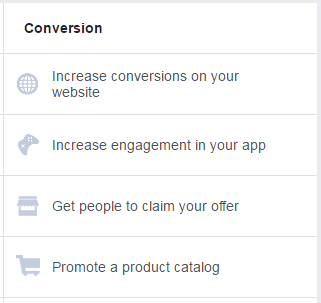 Conversion
Increase conversions on your
website
Increase engagement in your app
Get people to claim your offer
Promote a product catalog